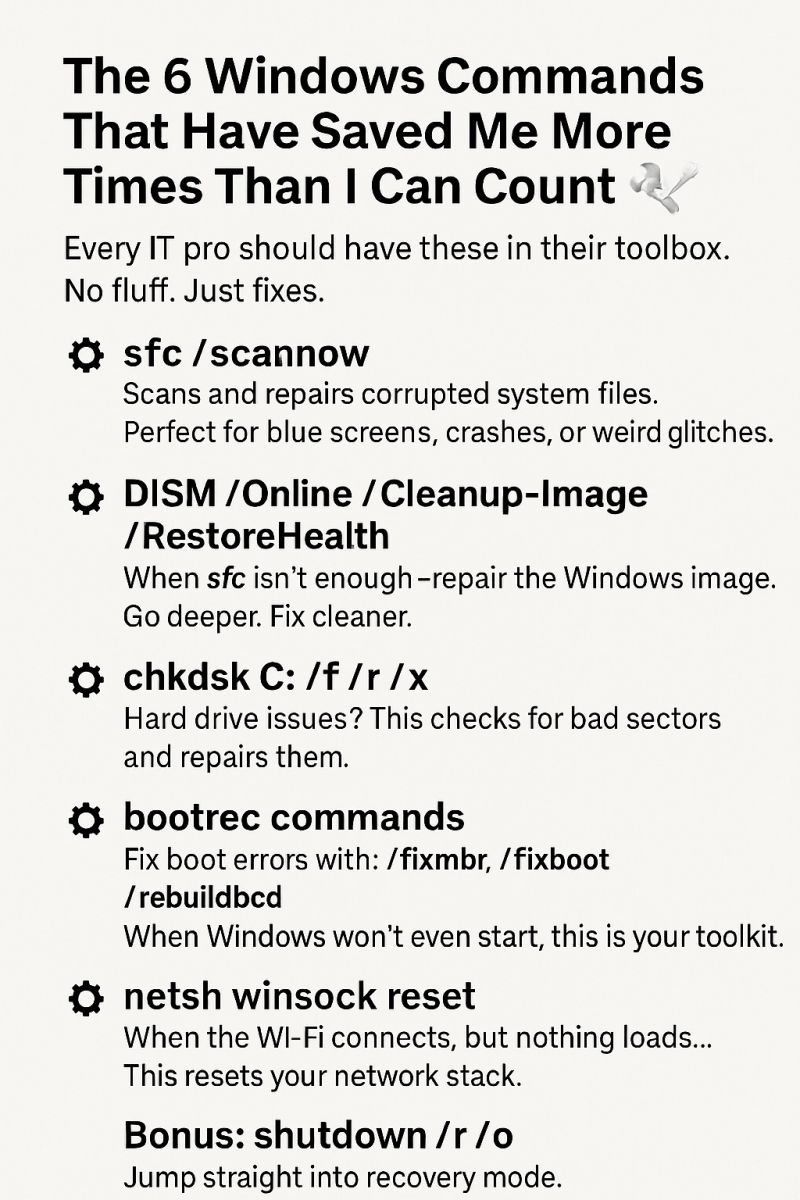 The 6 Windows Commands
That Have Saved Me More
Times Than I Can Count
Every IT pro should have these in their toolbox.
No fluff. Just fixes.
sfc /scannow
Scans and repairs corrupted system files.
Perfect for blue screens, crashes, or weird glitches.
DISM /Online /Cleanup-Image
/RestoreHealth
When sfc isn't enough–repair the Windows image.
Go deeper. Fix cleaner.
chkdsk C: /f /r /x
Hard drive issues? This checks for bad sectors
and repairs them.
bootrec commands
Fix boot errors with: /fixmbr, /fixboot
/rebuildbcd
When Windows won't even start, this is your toolkit.
netsh winsock reset
When the WI-Fi connects, but nothing loads...
This resets your network stack.
Bonus: shutdown /r /o
Jump straight into recovery mode.